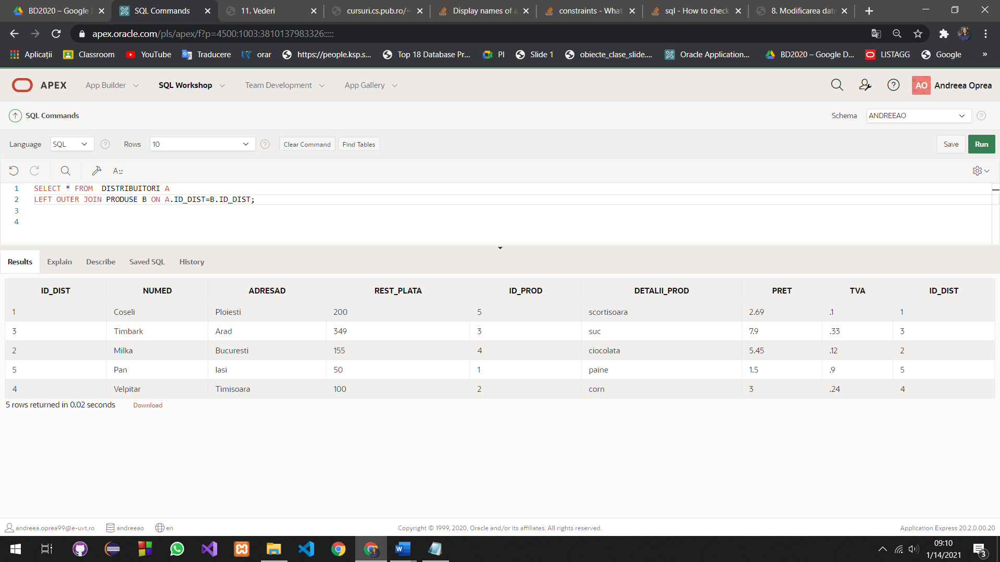 BD2020 – Google D
SQL Commands
11. Vederi
cursuri.cs.pub.ro/~
Display names of a
constraints - What
sql - How to check
8. Modificarea date
apex.oracle.com/pls/apex/f?p=4500:1003:3810137983326:::::
Aplicații
Classroom
YouTube
Traducere
orar
https://people.ksp.s...
Top 18 Database Pr...
PI
Slide 1
obiecte_clase_slide....
Oracle Application...
BD2020 – Google D...
LISTAGG
Google
»
APEX
App Builder
SQL Workshop
Team Development
App Gallery
AO
Andreea Oprea
SQL Commands
Schema
ANDREEAO
Language
SQL
Rows
10
Clear Command
Find Tables
Save
Run
1 SELECT * FROM  DISTRIBUITORI A
2 LEFT OUTER JOIN PRODUSE B ON A.ID_DIST=B.ID_DIST;
3
4
Results
Explain
Describe
Saved SQL
History
ID_DIST NUMED ADRESAD REST_PLATA ID_PROD DETALII_PROD PRET TVA ID_DIST
1 Coseli Ploiesti 200 5 scortisoara 2.69 .1 1
3 Timbark Arad 349 3 suc 7.9 .33 3
2 Milka Bucuresti 155 4 ciocolata 5.45 .12 2
5 Pan Iasi 50 1 paine 1.5 .9 5
4 Velpitar Timisoara 100 2 corn 3 .24 4
5 rows returned in 0.02 seconds
Download
andreea.oprea99@e-uvt.ro
andreeao
en
Copyright © 1999, 2020, Oracle and/or its affiliates. All rights reserved.
Application Express 20.2.0.00.20
09:10
1/14/2021
3